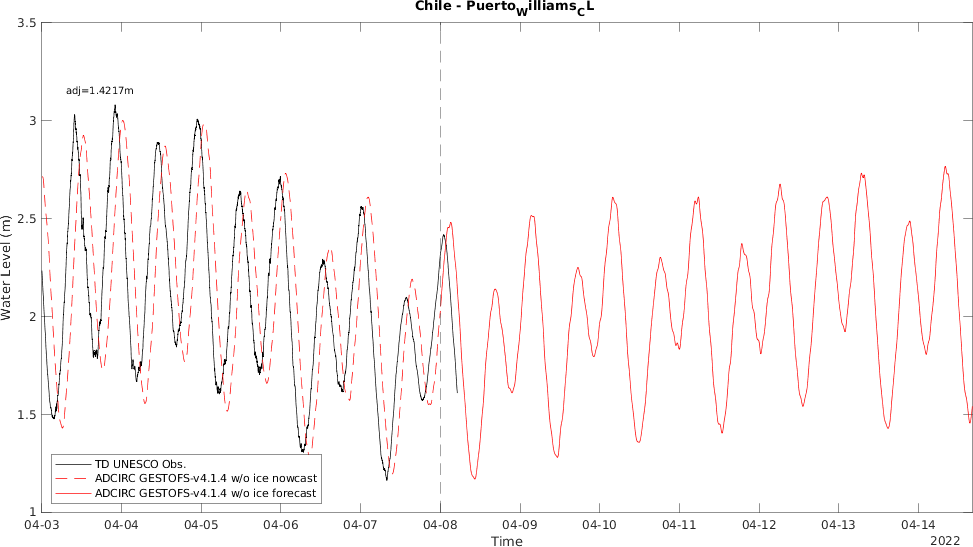 Chile - PuertoWilliamsCL
3.5
adj=1.4217m
3
2.5
Water Level (m)
2
1.5
TD UNESCO Obs.
ADCIRC GESTOFS-v4.1.4 w/o ice nowcast
ADCIRC GESTOFS-v4.1.4 w/o ice forecast
1
04-03 04-04 04-05 04-06 04-07 04-08 04-09 04-10 04-11 04-12 04-13 04-14
Time
2022